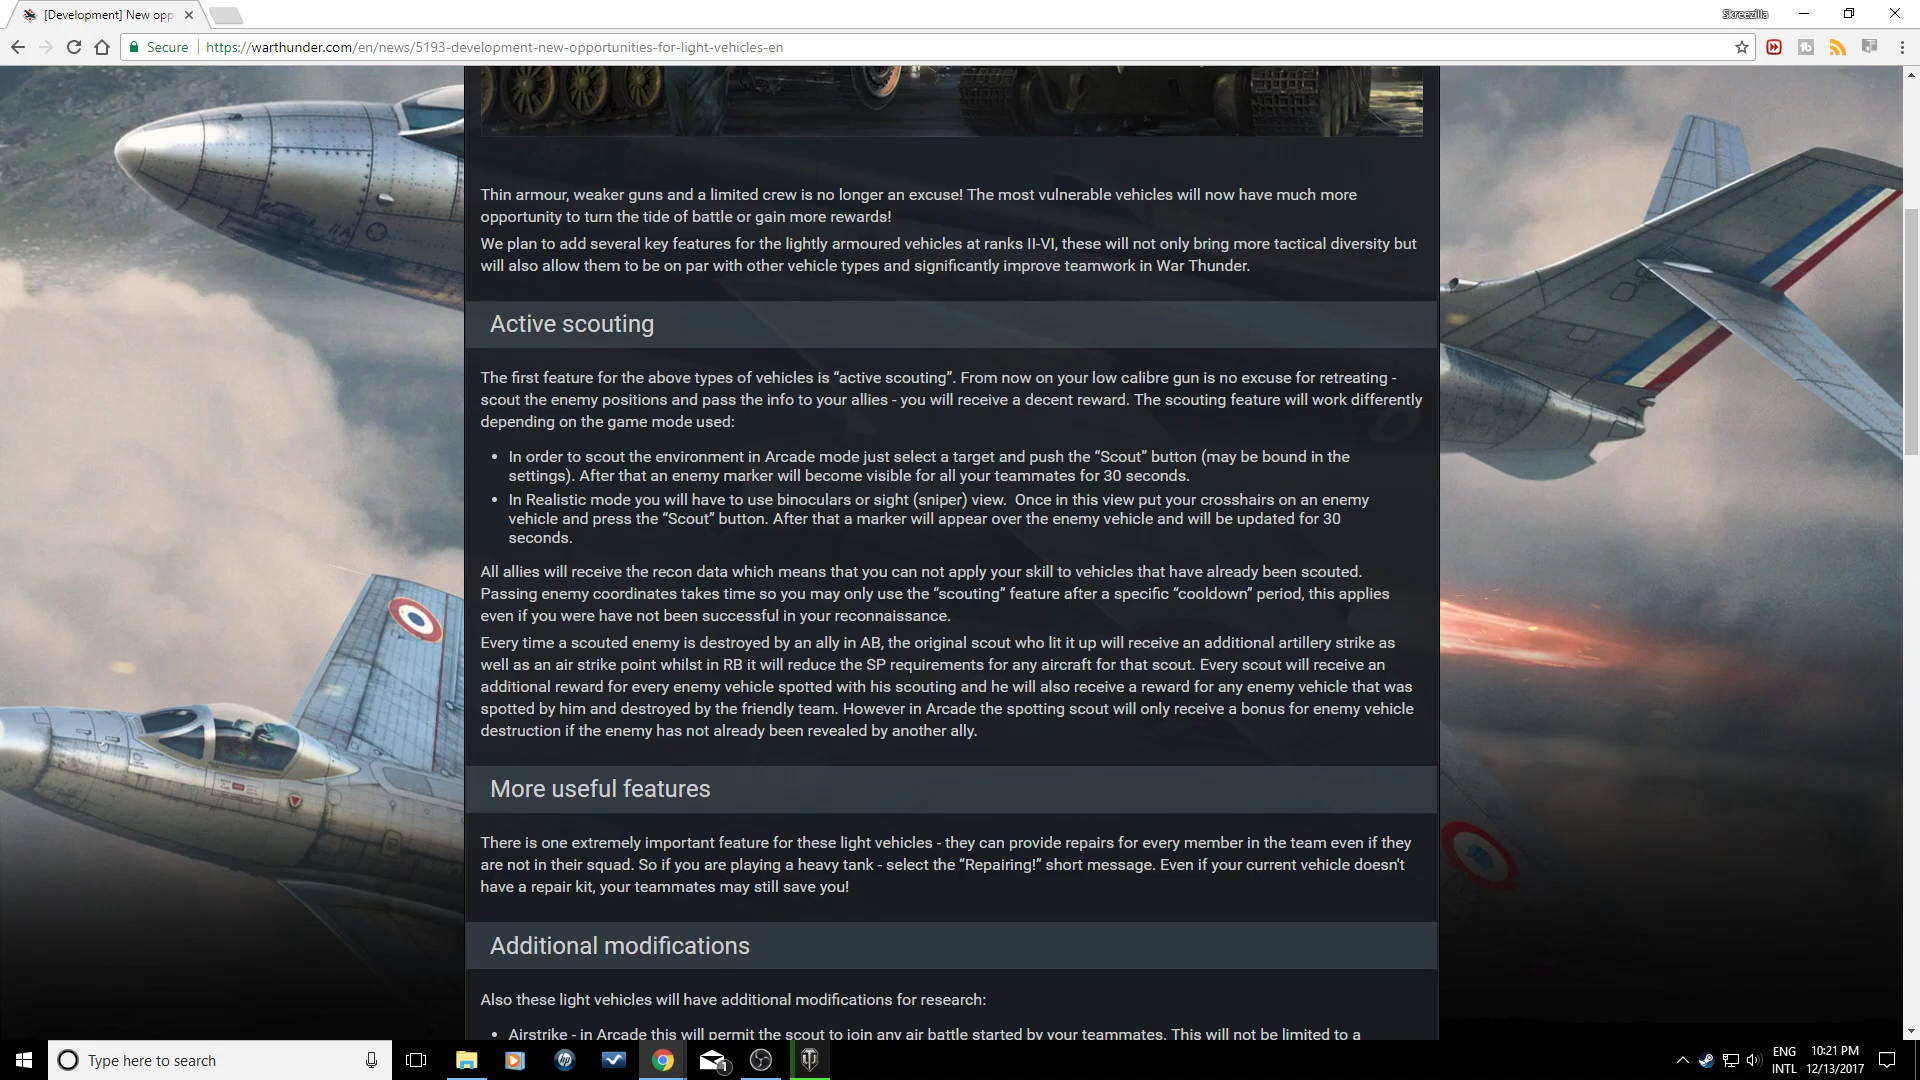 [Development] New opp
Skreezilla
Secure https://warthunder.com/en/news/5193-development-new-opportunities-for-light-vehicles-en
Thin armour, weaker guns and a limited crew is no longer an excuse! The most vulnerable vehicles will now have much more
opportunity to turn the tide of battle or gain more rewards!
We plan to add several key features for the lightly armoured vehicles at ranks II-VI, these will not only bring more tactical diversity but
will also allow them to be on par with other vehicle types and significantly improve teamwork in War Thunder.
Active scouting
The first feature for the above types of vehicles is “active scouting”. From now on your low calibre gun is no excuse for retreating -
scout the enemy positions and pass the info to your allies - you will receive a decent reward. The scouting feature will work differently
depending on the game mode used:
• In order to scout the environment in Arcade mode just select a target and push the “Scout” button (may be bound in the
settings). After that an enemy marker will become visible for all your teammates for 30 seconds.
• In Realistic mode you will have to use binoculars or sight (sniper) view. Once in this view put your crosshairs on an enemy
vehicle and press the “Scout” button. After that a marker will appear over the enemy vehicle and will be updated for 30
seconds.
All allies will receive the recon data which means that you can not apply your skill to vehicles that have already been scouted.
Passing enemy coordinates takes time so you may only use the “scouting” feature after a specific “cooldown” period, this applies
even if you were have not been successful in your reconnaissance.
Every time a scouted enemy is destroyed by an ally in AB, the original scout who lit it up will receive an additional artillery strike as
well as an air strike point whilst in RB it will reduce the SP requirements for any aircraft for that scout. Every scout will receive an
additional reward for every enemy vehicle spotted with his scouting and he will also receive a reward for any enemy vehicle that was
spotted by him and destroyed by the friendly team. However in Arcade the spotting scout will only receive a bonus for enemy vehicle
destruction if the enemy has not already been revealed by another ally.
More useful features
There is one extremely important feature for these light vehicles - they can provide repairs for every member in the team even if they
are not in their squad. So if you are playing a heavy tank - select the “Repairing!” short message. Even if your current vehicle doesn't
have a repair kit, your teammates may still save you!
Additional modifications
Also these light vehicles will have additional modifications for research:
• Airstrike - in Arcade this will permit the scout to join any air battle started by your teammates. This will not be limited to a
Type here to search
1
ENG
INTL
10:21 PM
12/13/2017